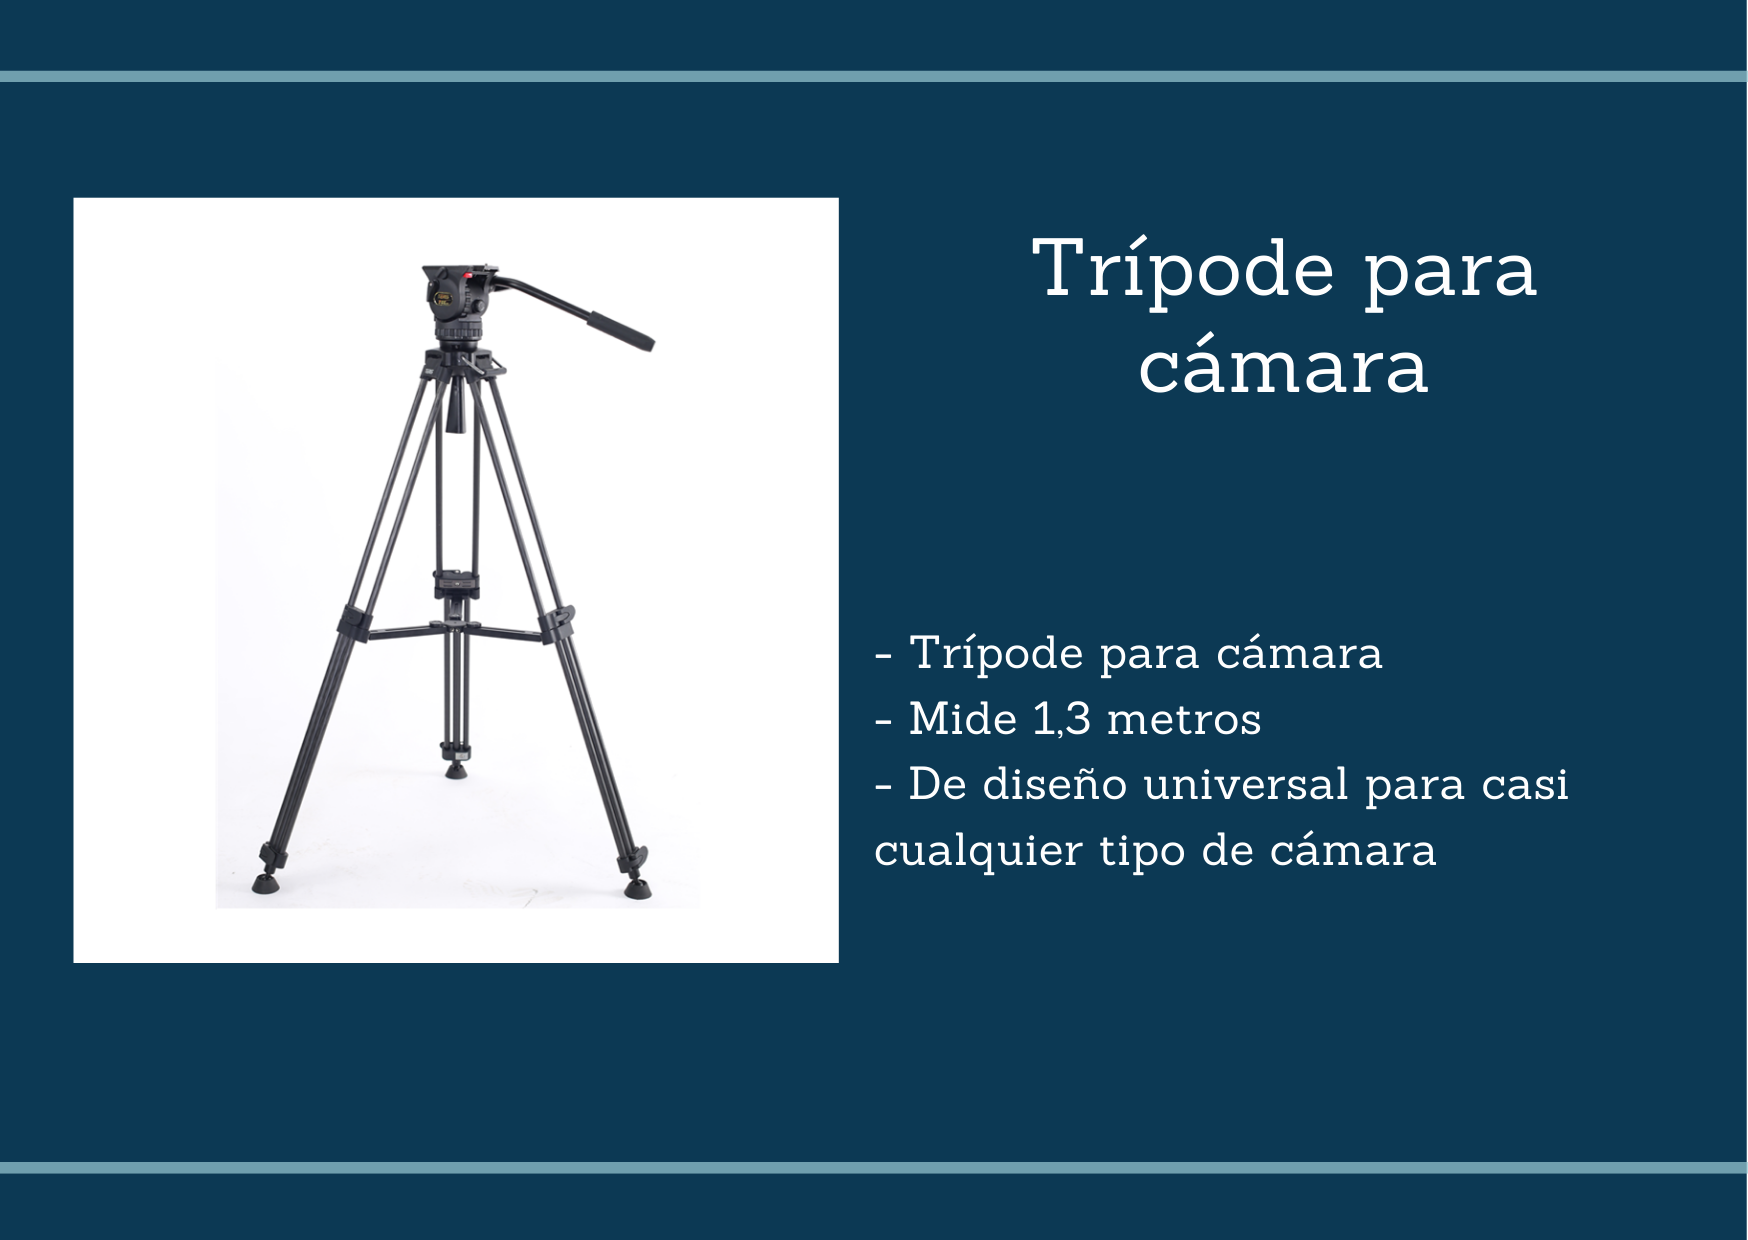 Trípode para
cámara
- Trípode para cámara
- Mide 1,3 metros
- De diseño universal para casi
cualquier tipo de cámara